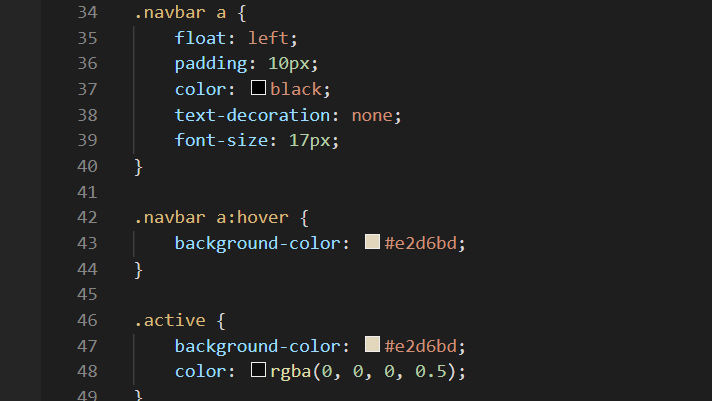 34 .navbar a {
35 float: left;
36 padding: 10px;
37 color: black;
38 text-decoration: none;
39 font-size: 17px;
40 }
41
42 .navbar a:hover {
43 background-color: #e2d6bd;
44 }
45
46 .active {
47 background-color: #e2d6bd;
48 color: rgba(0, 0, 0, 0.5);
49 }